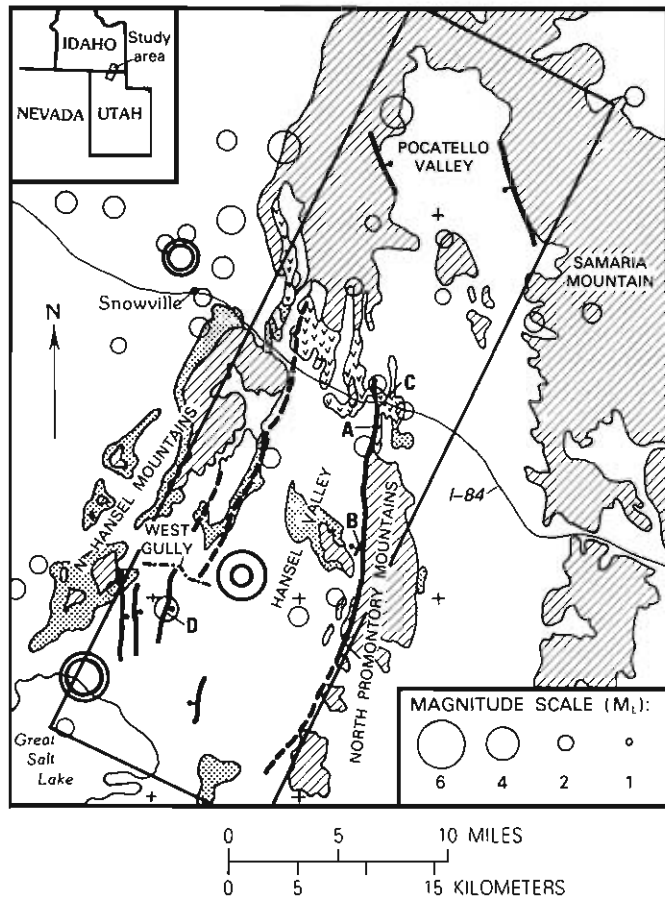 IDAHO
Study
area
NEVADA
UTAH
POCATELLO
VALLEY
SAMARIA
MOUNTAIN
Snowville
N
C
A
I-84
HANSEL MOUNTAINS
HANSEL
VALLEY
B
WEST
GULLY
D
NORTH PROMONTORY MOUNTAINS
Great
Salt
Lake
MAGNITUDE SCALE (ML):
6 4 2 1
0 5 10 MILES
0 5 15 KILOMETERS